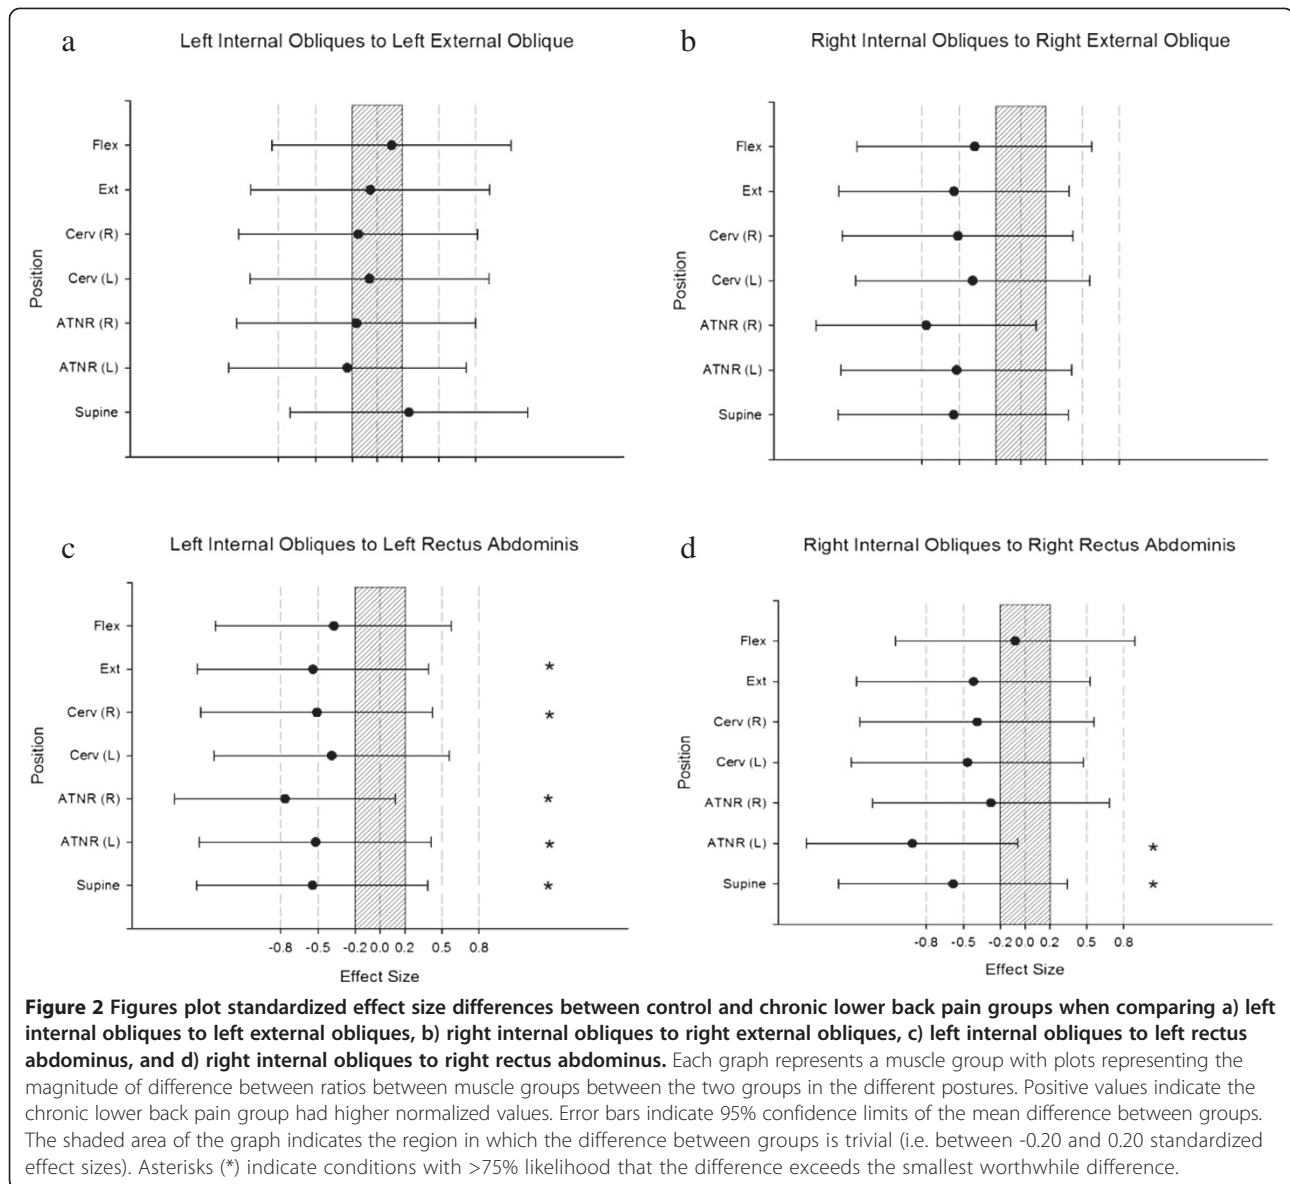 a
Left Internal Obliques to Left External Oblique
Position
Flex
Ext
Cerv (R)
Cerv (L)
ATNR (R)
ATNR (L)
Supine
b
Right Internal Obliques to Right External Oblique
Position
Flex
Ext
Cerv (R)
Cerv (L)
ATNR (R)
ATNR (L)
Supine
c
Left Internal Obliques to Left Rectus Abdominis
Position
Flex
Ext *
Cerv (R) *
Cerv (L)
ATNR (R) *
ATNR (L) *
Supine *
-0.8 -0.5 -0.2 0.0 0.2 0.5 0.8
Effect Size
d
Right Internal Obliques to Right Rectus Abdominis
Position
Flex
Ext
Cerv (R)
Cerv (L)
ATNR (R)
ATNR (L) *
Supine *
-0.8 -0.5 -0.2 0.0 0.2 0.5 0.8
Effect Size
Figure 2 Figures plot standardized effect size differences between control and chronic lower back pain groups when comparing a) left
internal obliques to left external obliques, b) right internal obliques to right external obliques, c) left internal obliques to left rectus
abdominus, and d) right internal obliques to right rectus abdominus. Each graph represents a muscle group with plots representing the
magnitude of difference between ratios between muscle groups between the two groups in the different postures. Positive values indicate the
chronic lower back pain group had higher normalized values. Error bars indicate 95% confidence limits of the mean difference between groups.
The shaded area of the graph indicates the region in which the difference between groups is trivial (i.e. between -0.20 and 0.20 standardized
effect sizes). Asterisks (*) indicate conditions with >75% likelihood that the difference exceeds the smallest worthwhile difference.